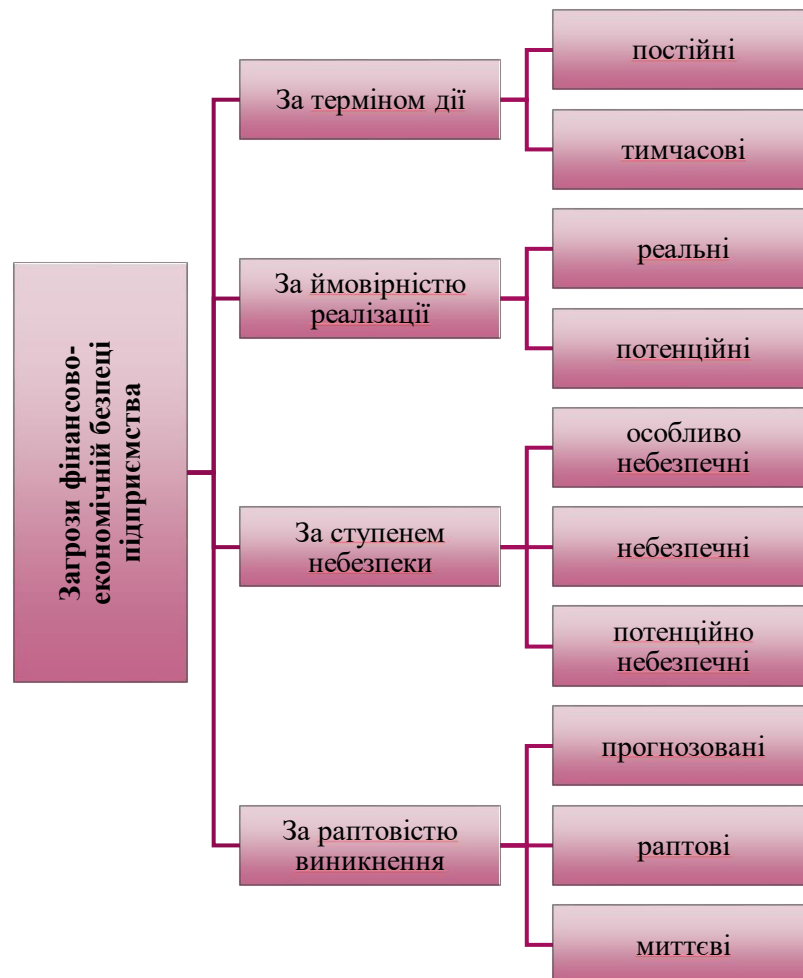 Загрози фінансово-
економічній безпеці
підприємства
За терміном дії
постійні
тимчасові
За ймовірністю
реалізації
реальні
потенційні
За ступенем
небезпеки
особливо
небезпечні
небезпечні
потенційно
небезпечні
За раптовістю
виникнення
прогнозовані
раптові
миттєві